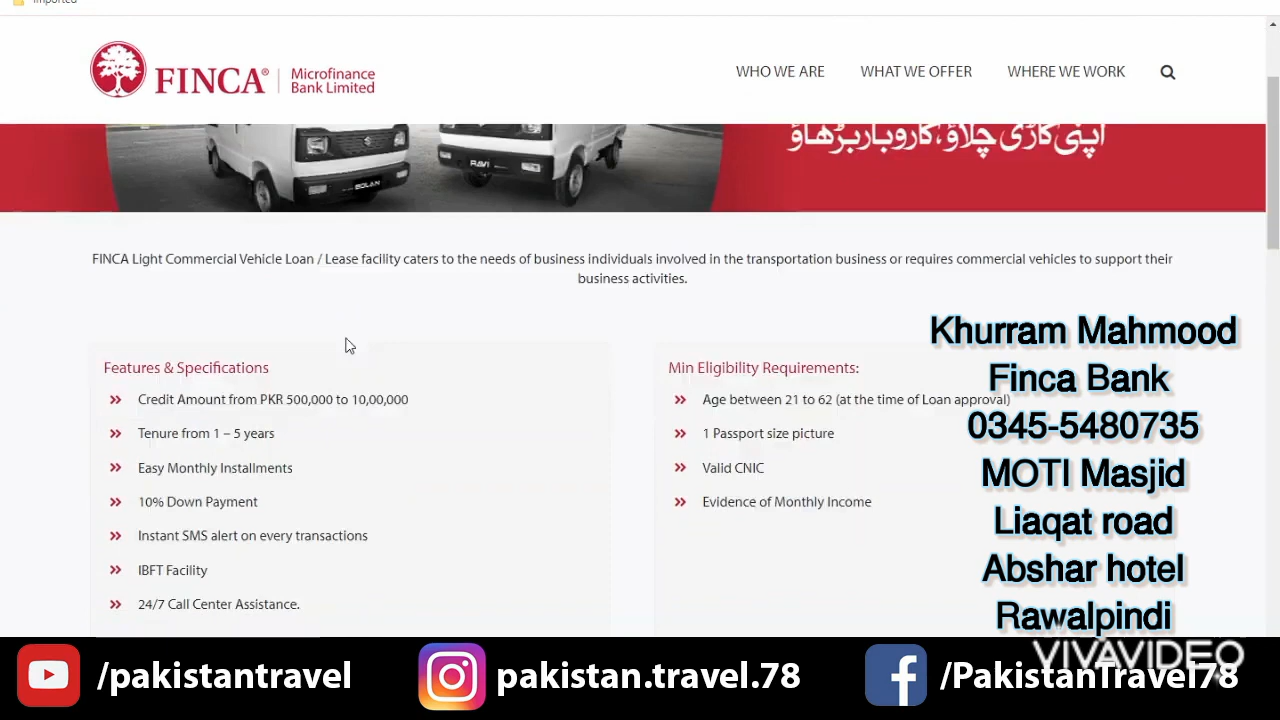 Imported
FINCA® | Microfinance Bank Limited
WHO WE ARE
WHAT WE OFFER
WHERE WE WORK
BOLAN
RAVI
اپنی گاڑی چلاؤ، کاروبار بڑھاؤ
FINCA Light Commercial Vehicle Loan / Lease facility caters to the needs of business individuals involved in the transportation business or requires commercial vehicles to support their
business activities.
Features & Specifications
Credit Amount from PKR 500,000 to 10,00,000
Tenure from 1 – 5 years
Easy Monthly Installments
10% Down Payment
Instant SMS alert on every transactions
IBFT Facility
24/7 Call Center Assistance.
Min Eligibility Requirements:
Age between 21 to 62 (at the time of Loan approval)
1 Passport size picture
Valid CNIC
Evidence of Monthly Income
Khurram Mahmood
Finca Bank
0345-5480735
MOTI Masjid
Liaqat road
Abshar hotel
Rawalpindi
VIVAVIDEO
/pakistantravel
pakistan.travel.78
/PakistanTravel78